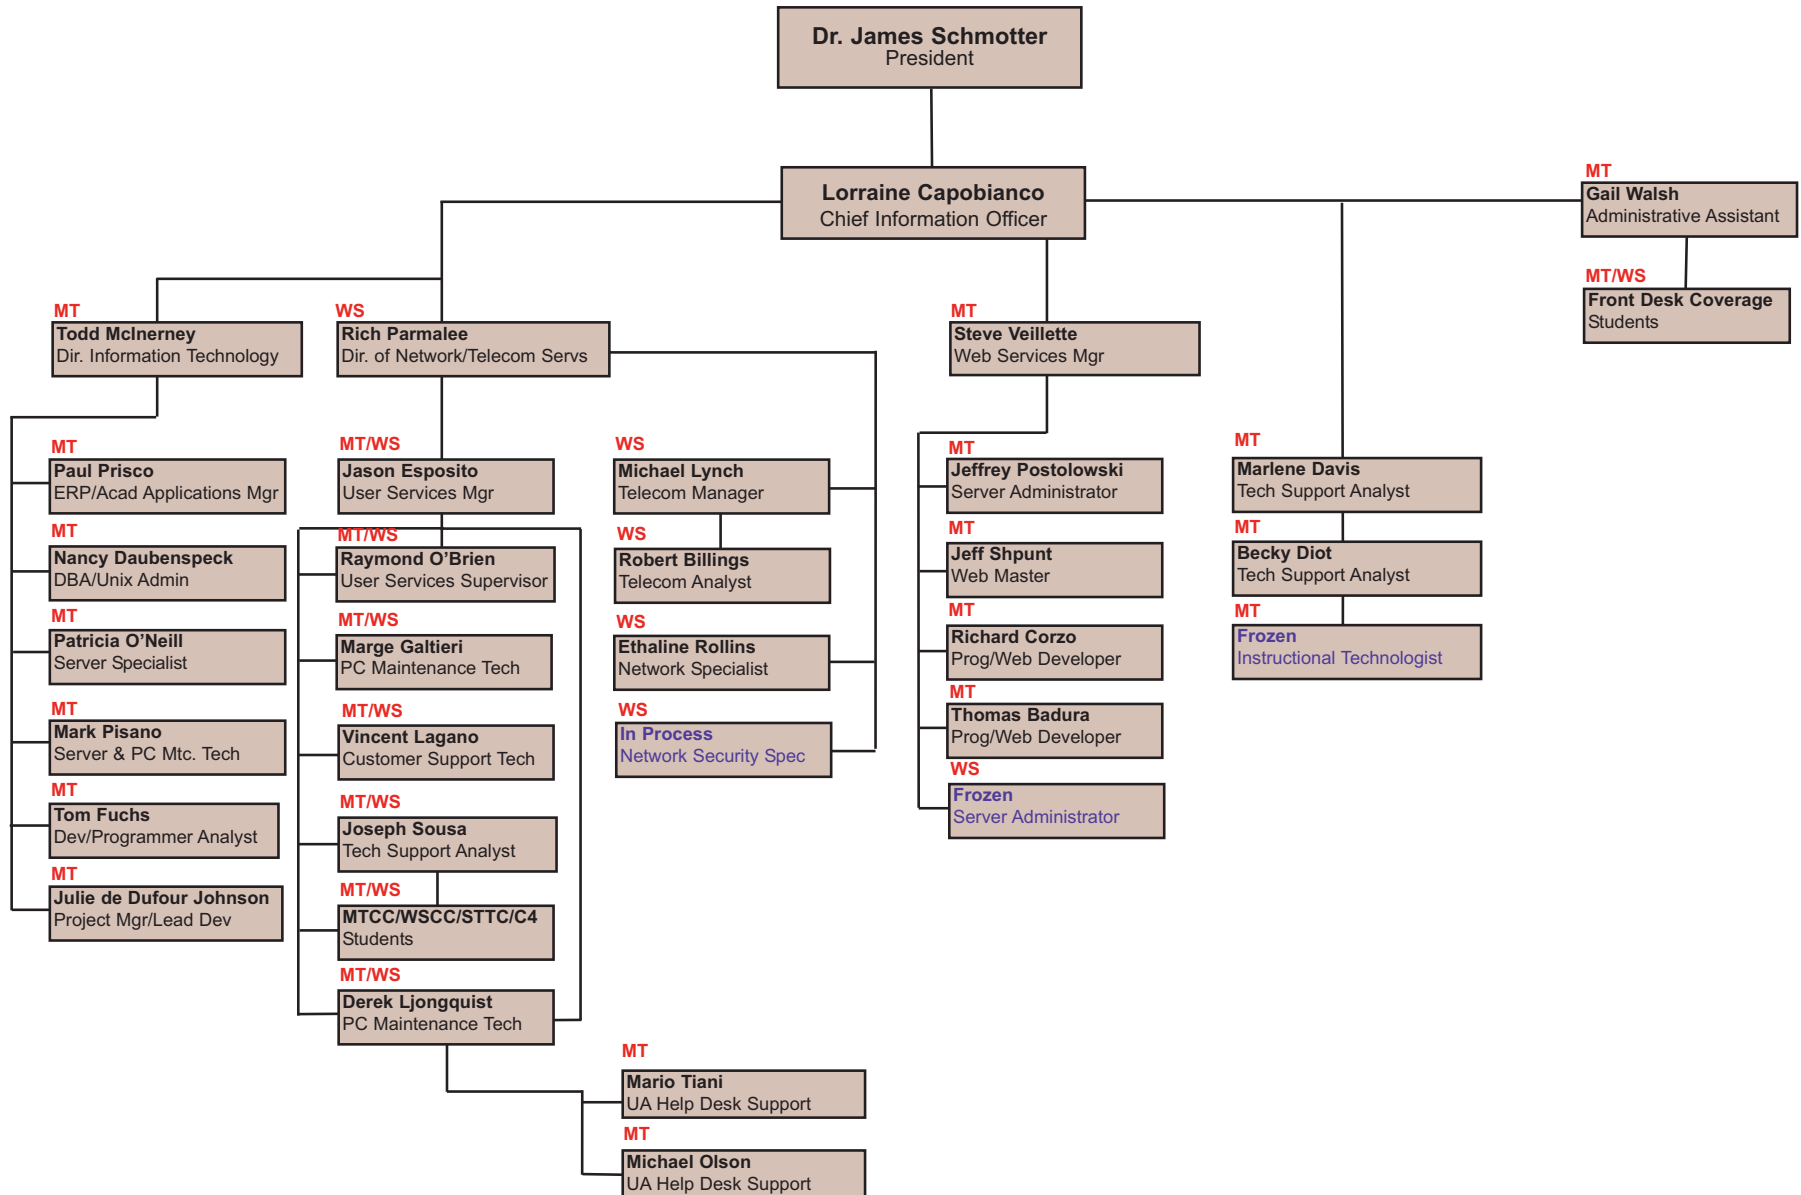 Dr. James Schmotter
President
Lorraine Capobianco
Chief Information Officer
MT
Gail Walsh
Administrative Assistant
MT/WS
Front Desk Coverage
Students
MT
Todd McInerney
Dir. Information Technology
WS
Rich Parmalee
Dir. of Network/Telecom Servs
MT
Steve Veillette
Web Services Mgr
MT
Paul Prisco
ERP/Acad Applications Mgr
MT
Nancy Daubenspeck
DBA/Unix Admin
MT
Patricia O’Neill
Server Specialist
MT
Mark Pisano
Server & PC Mtc. Tech
MT
Tom Fuchs
Dev/Programmer Analyst
MT
Julie de Dufour Johnson
Project Mgr/Lead Dev
MT/WS
Jason Esposito
User Services Mgr
MT/WS
Raymond O’Brien
User Services Supervisor
MT/WS
Marge Galtieri
PC Maintenance Tech
MT/WS
Vincent Lagano
Customer Support Tech
MT/WS
Joseph Sousa
Tech Support Analyst
MT/WS
MTCC/WSCC/STTC/C4
Students
MT/WS
Derek Ljongquist
PC Maintenance Tech
MT
Mario Tiani
UA Help Desk Support
MT
Michael Olson
UA Help Desk Support
WS
Michael Lynch
Telecom Manager
WS
Robert Billings
Telecom Analyst
WS
Ethaline Rollins
Network Specialist
WS
In Process
Network Security Spec
MT
Jeffrey Postolowski
Server Administrator
MT
Jeff Shpunt
Web Master
MT
Richard Corzo
Prog/Web Developer
MT
Thomas Badura
Prog/Web Developer
WS
Frozen
Server Administrator
MT
Marlene Davis
Tech Support Analyst
MT
Becky Diot
Tech Support Analyst
MT
Frozen
Instructional Technologist